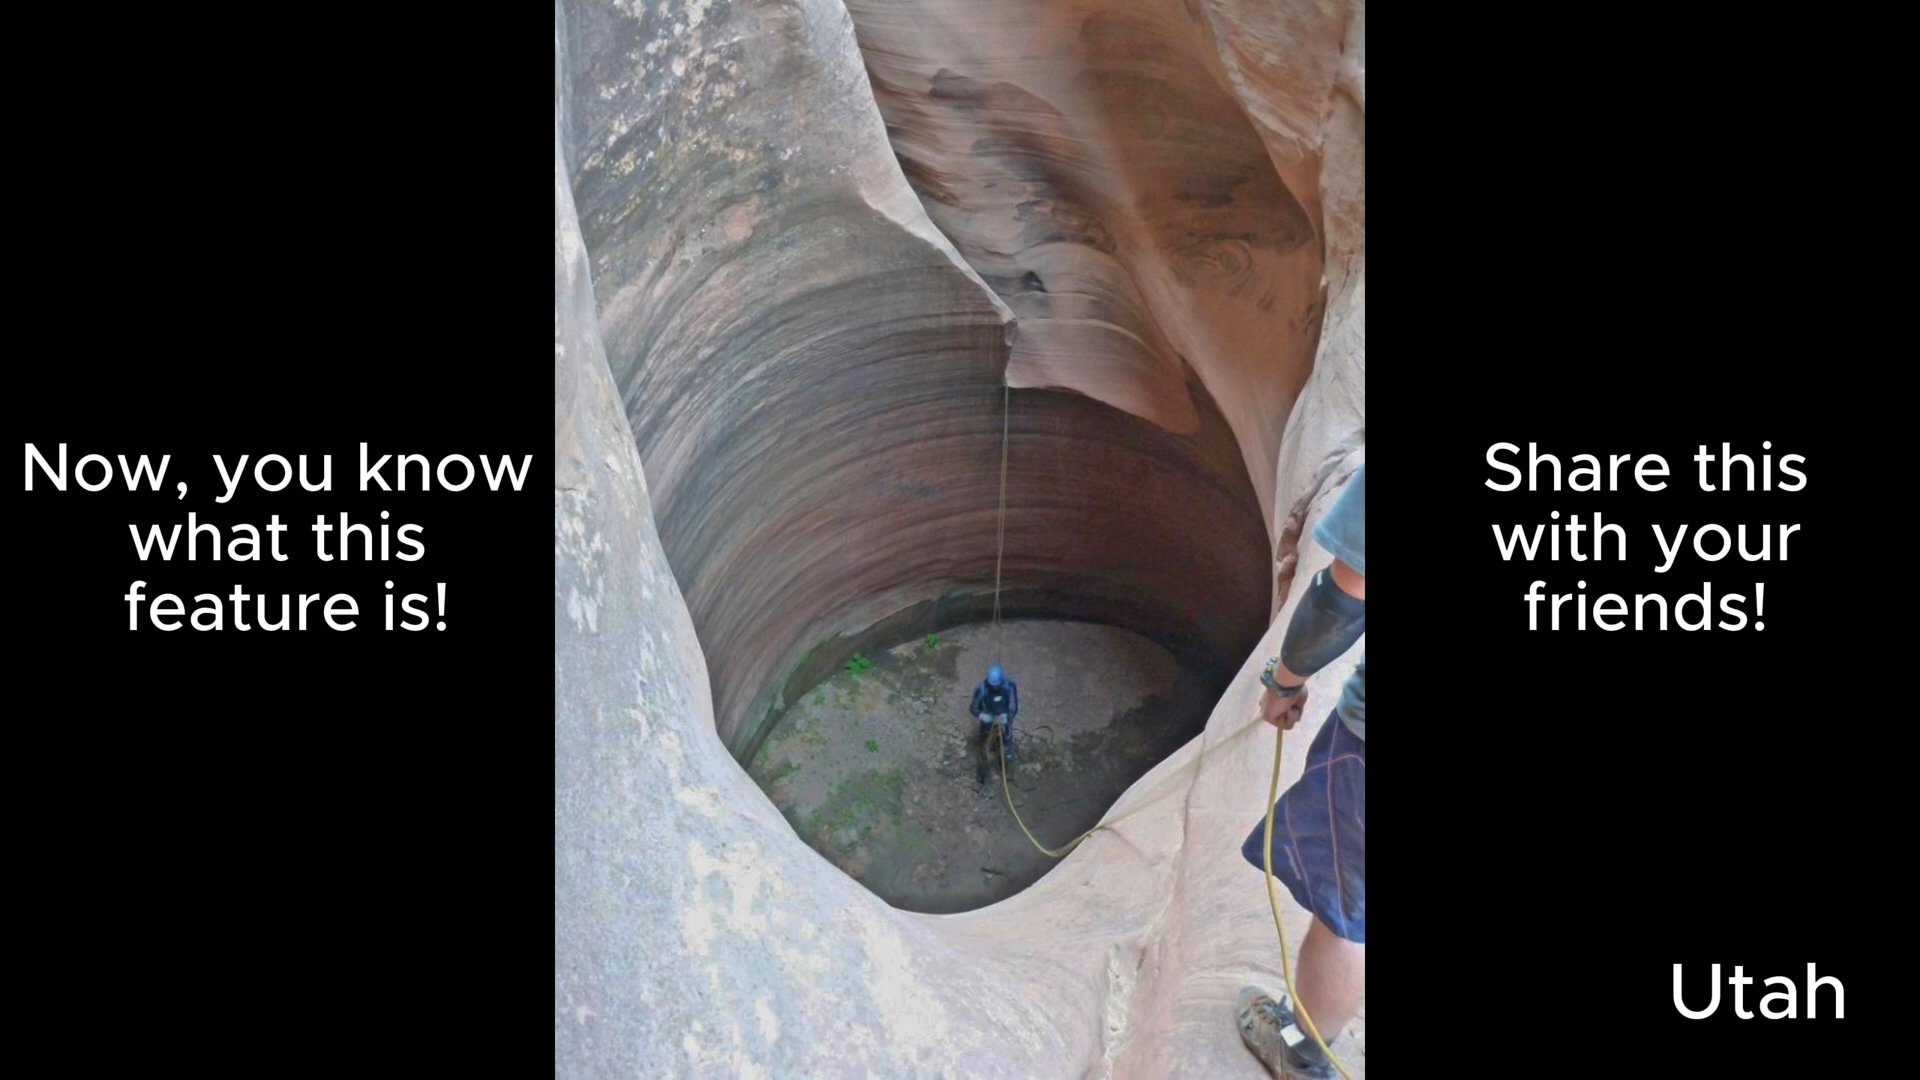 Now, you know
what this
feature is!
Share this
with your
friends!
Utah